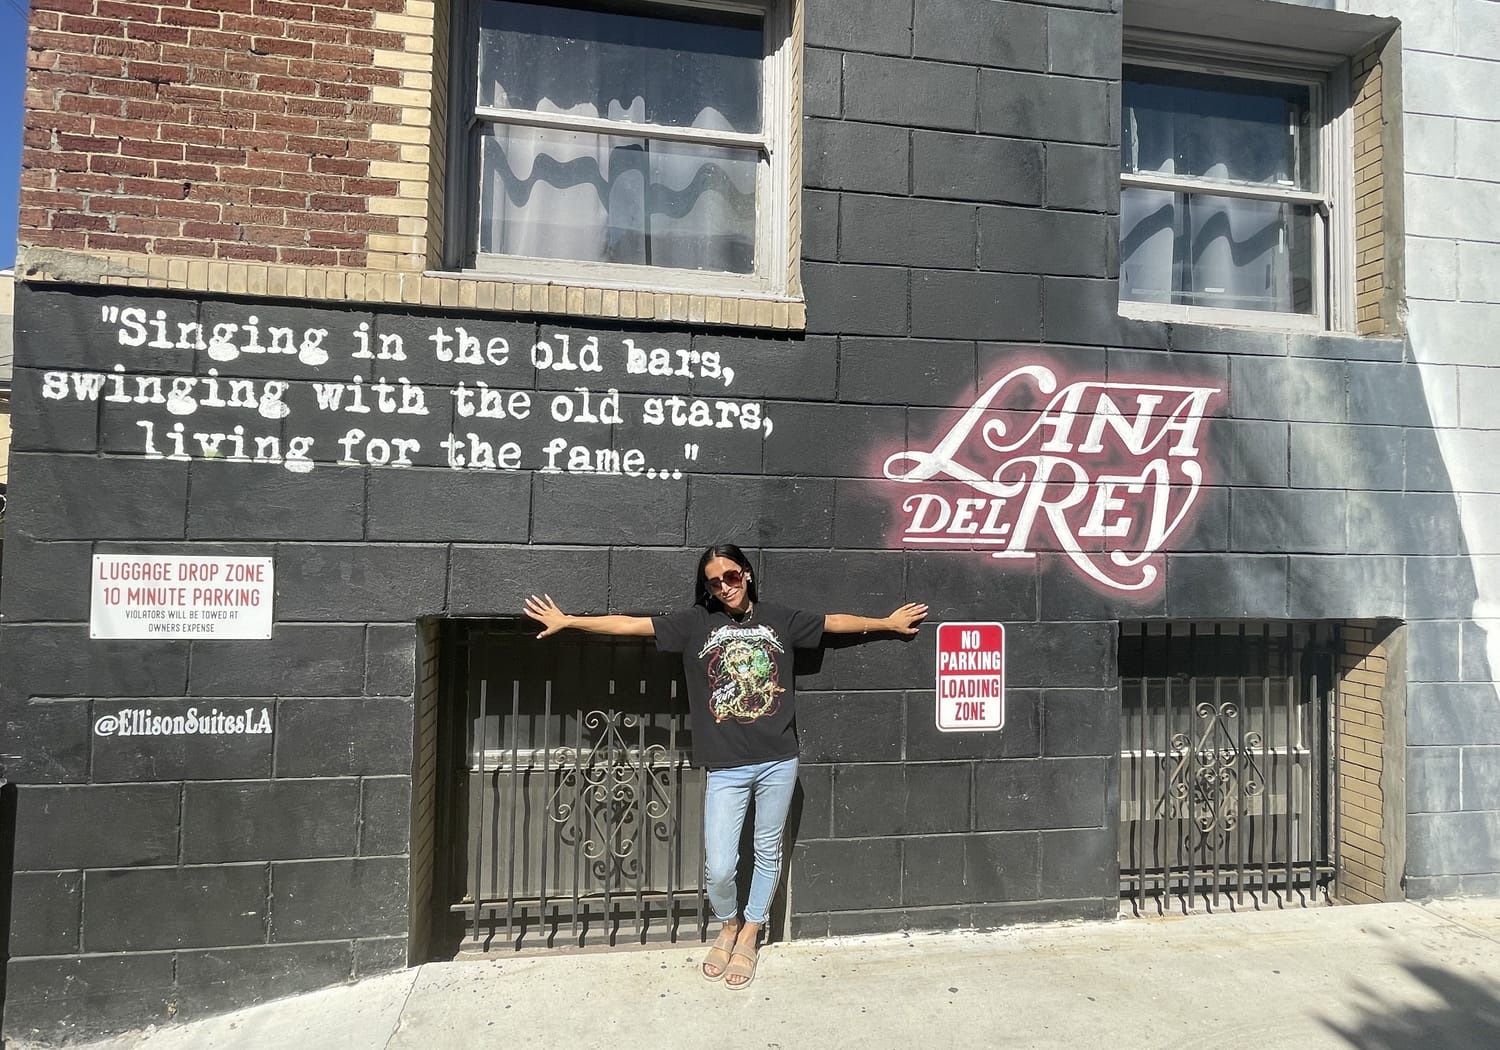 "Singing in the old bars,
swinging with the old stars,
living for the fame..."
LANA
DEL REY
LUGGAGE DROP ZONE
10 MINUTE PARKING
VIOLATORS WILL BE TOWED AT
OWNERS EXPENSE
@EllisonSuitesLA
METALLICA
NO
PARKING
LOADING
ZONE